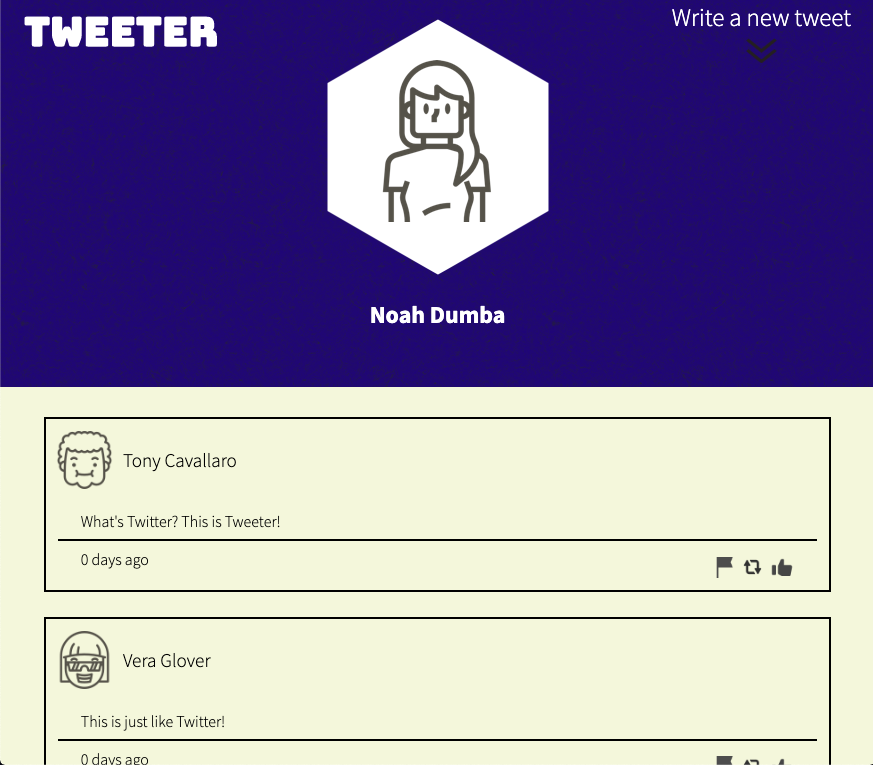 TWEETER
Write a new tweet
Noah Dumba
Tony Cavallaro
What's Twitter? This is Tweeter!
0 days ago
Vera Glover
This is just like Twitter!
0 days ago